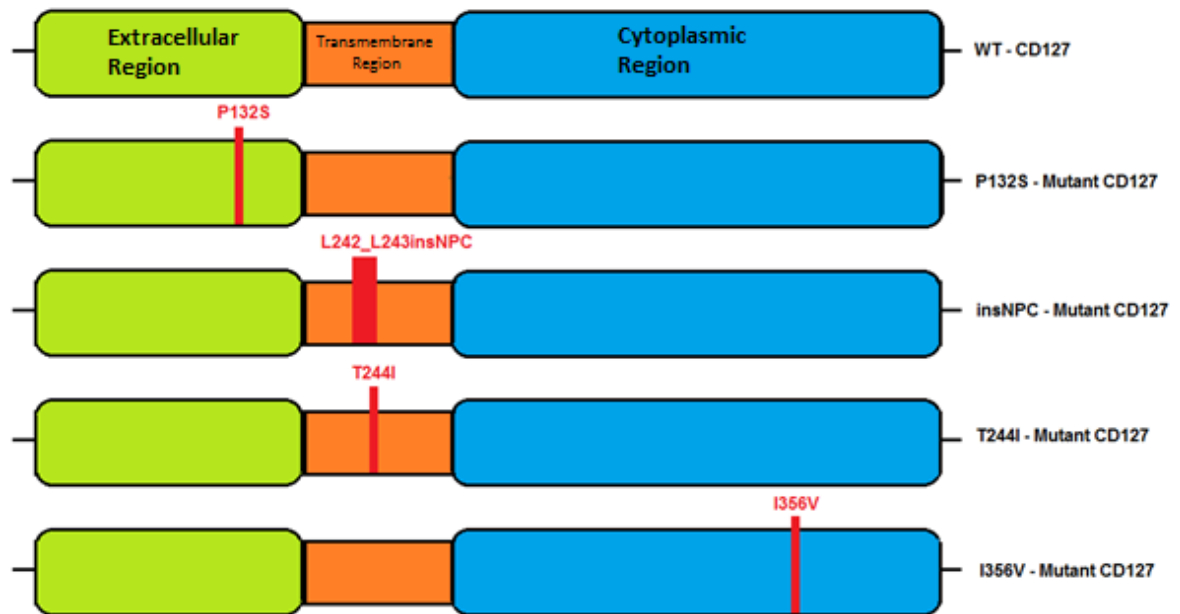 Extracellular
Region
Transmembrane
Region
Cytoplasmic
Region
WT - CD127
P132S
P132S - Mutant CD127
L242_L243insNPC
insNPC - Mutant CD127
T244I
T244I - Mutant CD127
I356V
I356V - Mutant CD127